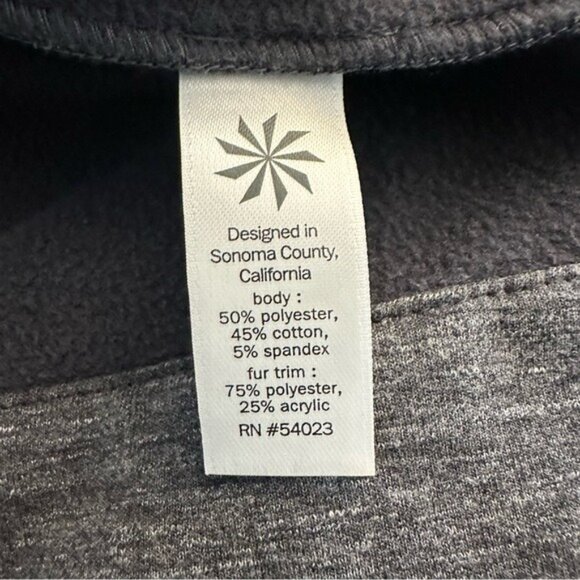 Designed in
Sonoma County,
California
body :
50% polyester,
45% cotton,
5% spandex
fur trim :
75% polyester,
25% acrylic
RN #54023